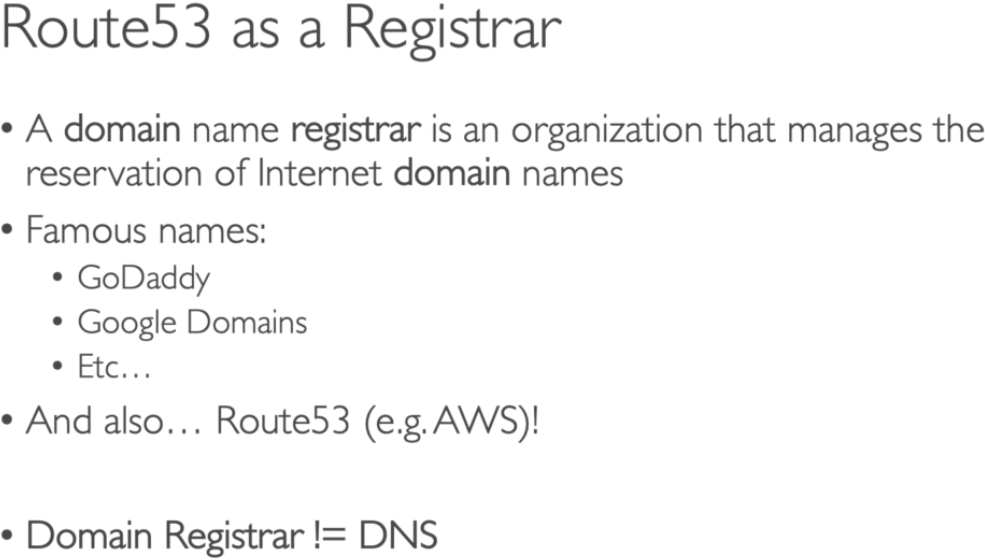 Route53 as a Registrar
• A domain name registrar is an organization that manages the
reservation of Internet domain names
• Famous names:
• GoDaddy
• Google Domains
• Etc…
• And also… Route53 (e.g. AWS)!
• Domain Registrar != DNS